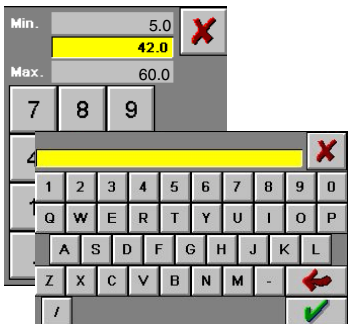 Min. 5.0
42.0
Max. 60.0
7 8 9
4
1 2 3 4 5 6 7 8 9 0
Q W E R T Y U I O P
A S D F G H J K L
Z X C V B N M -
/